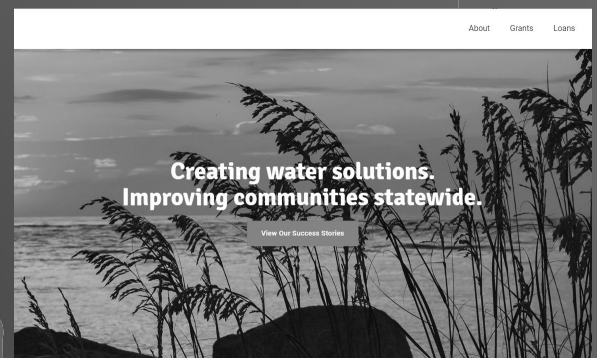 About Grants Loans
Creating water solutions.
Improving communities statewide.
View Our Success Stories